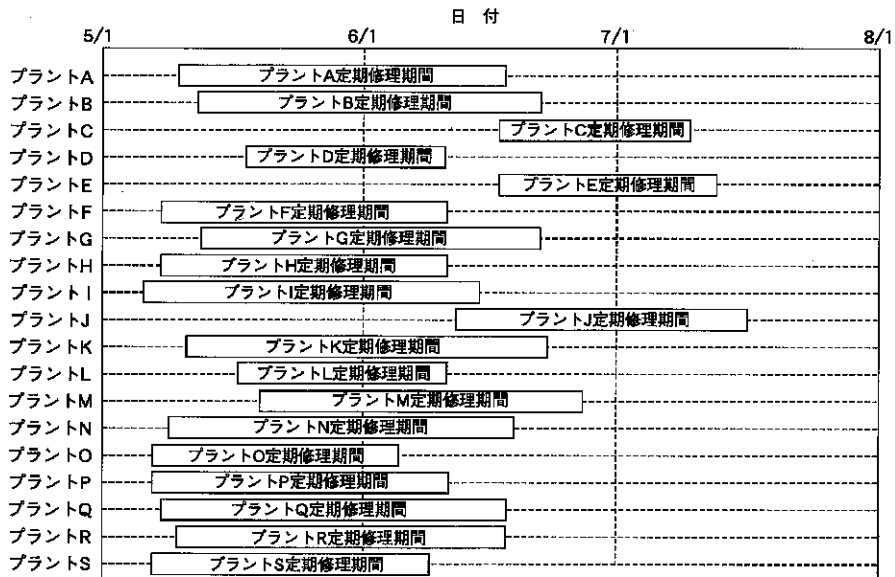 日 付
5/1 6/1 7/1 8/1
プラントA プラントA定期修理期間
プラントB プラントB定期修理期間
プラントC プラントC定期修理期間
プラントD プラントD定期修理期間
プラントE プラントE定期修理期間
プラントF プラントF定期修理期間
プラントG プラントG定期修理期間
プラントH プラントH定期修理期間
プラントI プラントI定期修理期間
プラントJ プラントJ定期修理期間
プラントK プラントK定期修理期間
プラントL プラントL定期修理期間
プラントM プラントM定期修理期間
プラントN プラントN定期修理期間
プラントO プラントO定期修理期間
プラントP プラントP定期修理期間
プラントQ プラントQ定期修理期間
プラントR プラントR定期修理期間
プラントS プラントS定期修理期間